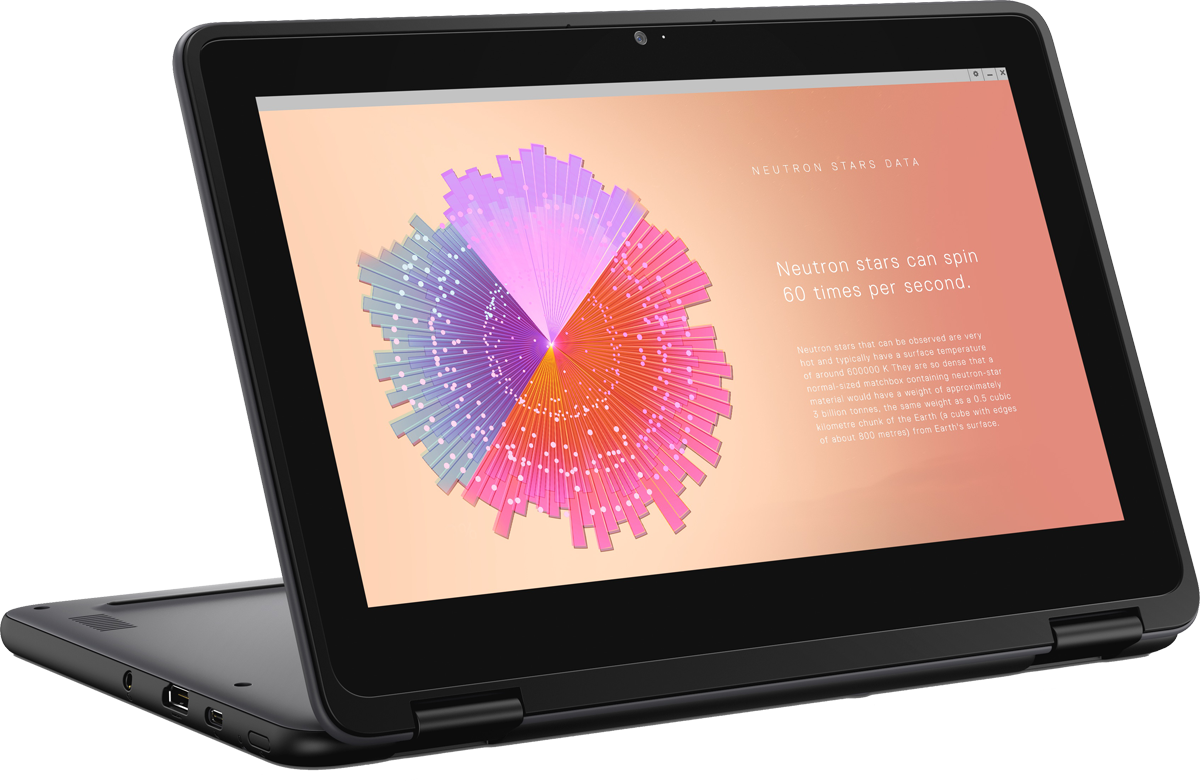 NEUTRON STARS DATA
Neutron stars can spin
60 times per second.
Neutron stars that can be observed are very
hot and typically have a surface temperature
of around 600000 K They are so dense that a
normal-sized matchbox containing neutron-star
material would have a weight of approximately
3 billion tonnes, the same weight as a 0.5 cubic
kilometre chunk of the Earth (a cube with edges
of about 800 metres) from Earth's surface.